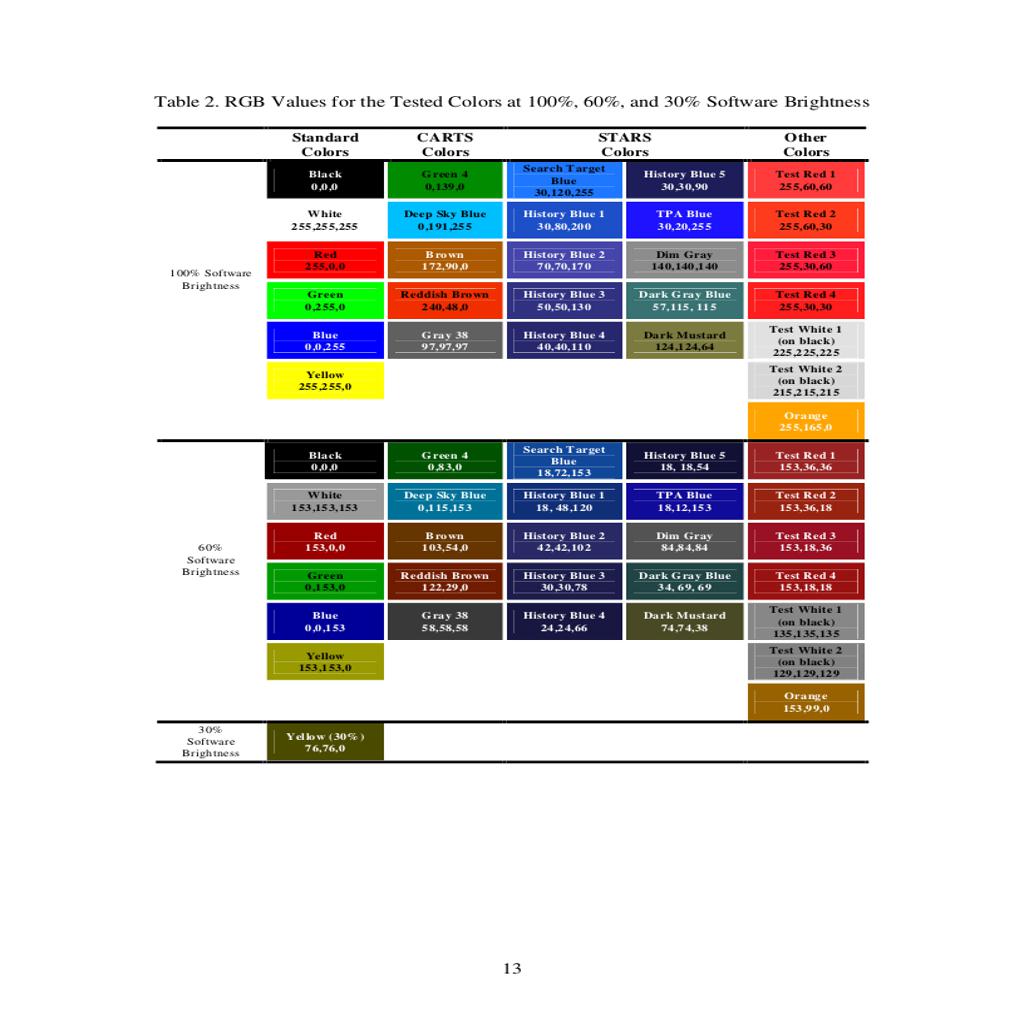 Table 2. RGB Values for the Tested Colors at 100%, 60%, and 30% Software Brightness
Standard
Colors
CARTS
Colors
STARS
Colors
Other
Colors
100% Software
Brightness
Black
0,0,0
Green 4
0,139,0
Search Target
Blue
30,120,255
History Blue 5
30,30,90
Test Red 1
255,60,60
White
255,255,255
Deep Sky Blue
0,191,255
History Blue 1
30,80,200
TPA Blue
30,20,255
Test Red 2
255,60,30
Red
255,0,0
Brown
172,90,0
History Blue 2
70,70,170
Dim Gray
140,140,140
Test Red 3
255,30,60
Green
0,255,0
Reddish Brown
240,48,0
History Blue 3
50,50,130
Dark Gray Blue
57,115, 115
Test Red 4
255,30,30
Blue
0,0,255
Gray 38
97,97,97
History Blue 4
40,40,110
Dark Mustard
124,124,64
Test White 1
(on black)
225,225,225
Yellow
255,255,0
Test White 2
(on black)
215,215,215
Orange
255,165,0
60%
Software
Brightness
Black
0,0,0
Green 4
0,83,0
Search Target
Blue
18,72,153
History Blue 5
18, 18,54
Test Red 1
153,36,36
White
153,153,153
Deep Sky Blue
0,115,153
History Blue 1
18, 48,120
TPA Blue
18,12,153
Test Red 2
153,36,18
Red
153,0,0
Brown
103,54,0
History Blue 2
42,42,102
Dim Gray
84,84,84
Test Red 3
153,18,36
Green
0,153,0
Reddish Brown
122,29,0
History Blue 3
30,30,78
Dark Gray Blue
34, 69, 69
Test Red 4
153,18,18
Blue
0,0,153
Gray 38
58,58,58
History Blue 4
24,24,66
Dark Mustard
74,74,38
Test White 1
(on black)
135,135,135
Yellow
153,153,0
Test White 2
(on black)
129,129,129
Orange
153,99,0
30%
Software
Brightness
Yellow (30%)
76,76,0
13